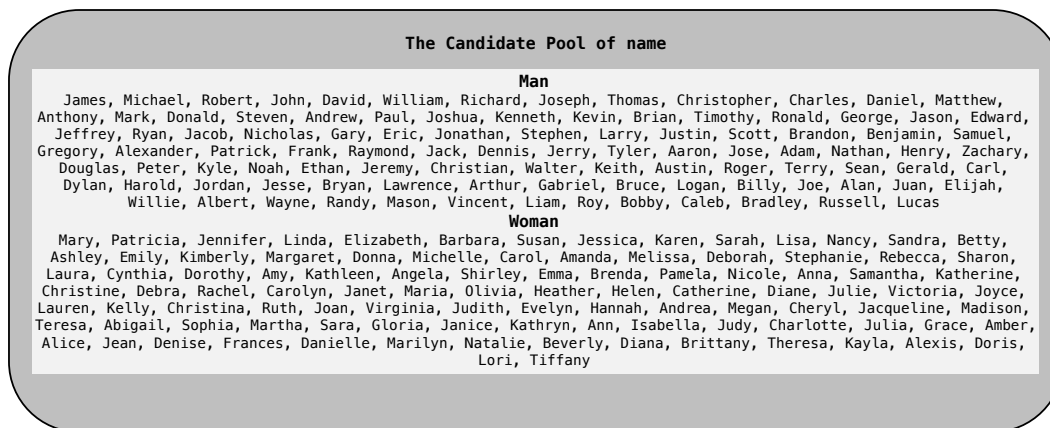 The Candidate Pool of name
Man
James, Michael, Robert, John, David, William, Richard, Joseph, Thomas, Christopher, Charles, Daniel, Matthew,
Anthony, Mark, Donald, Steven, Andrew, Paul, Joshua, Kenneth, Kevin, Brian, Timothy, Ronald, George, Jason, Edward,
Jeffrey, Ryan, Jacob, Nicholas, Gary, Eric, Jonathan, Stephen, Larry, Justin, Scott, Brandon, Benjamin, Samuel,
Gregory, Alexander, Patrick, Frank, Raymond, Jack, Dennis, Jerry, Tyler, Aaron, Jose, Adam, Nathan, Henry, Zachary,
Douglas, Peter, Kyle, Noah, Ethan, Jeremy, Christian, Walter, Keith, Austin, Roger, Terry, Sean, Gerald, Carl,
Dylan, Harold, Jordan, Jesse, Bryan, Lawrence, Arthur, Gabriel, Bruce, Logan, Billy, Joe, Alan, Juan, Elijah,
Willie, Albert, Wayne, Randy, Mason, Vincent, Liam, Roy, Bobby, Caleb, Bradley, Russell, Lucas
Woman
Mary, Patricia, Jennifer, Linda, Elizabeth, Barbara, Susan, Jessica, Karen, Sarah, Lisa, Nancy, Sandra, Betty,
Ashley, Emily, Kimberly, Margaret, Donna, Michelle, Carol, Amanda, Melissa, Deborah, Stephanie, Rebecca, Sharon,
Laura, Cynthia, Dorothy, Amy, Kathleen, Angela, Shirley, Emma, Brenda, Pamela, Nicole, Anna, Samantha, Katherine,
Christine, Debra, Rachel, Carolyn, Janet, Maria, Olivia, Heather, Helen, Catherine, Diane, Julie, Victoria, Joyce,
Lauren, Kelly, Christina, Ruth, Joan, Virginia, Judith, Evelyn, Hannah, Andrea, Megan, Cheryl, Jacqueline, Madison,
Teresa, Abigail, Sophia, Martha, Sara, Gloria, Janice, Kathryn, Ann, Isabella, Judy, Charlotte, Julia, Grace, Amber,
Alice, Jean, Denise, Frances, Danielle, Marilyn, Natalie, Beverly, Diana, Brittany, Theresa, Kayla, Alexis, Doris,
Lori, Tiffany